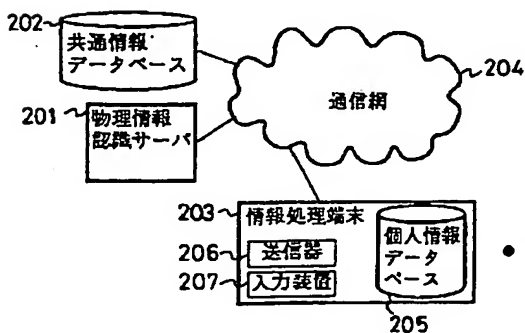 202
共通情報
データベース
204
通信網
201
物理情報
認識サーバ
203
情報処理端末
206
送信器
207
入力装置
個人情報
データ
ベース
205